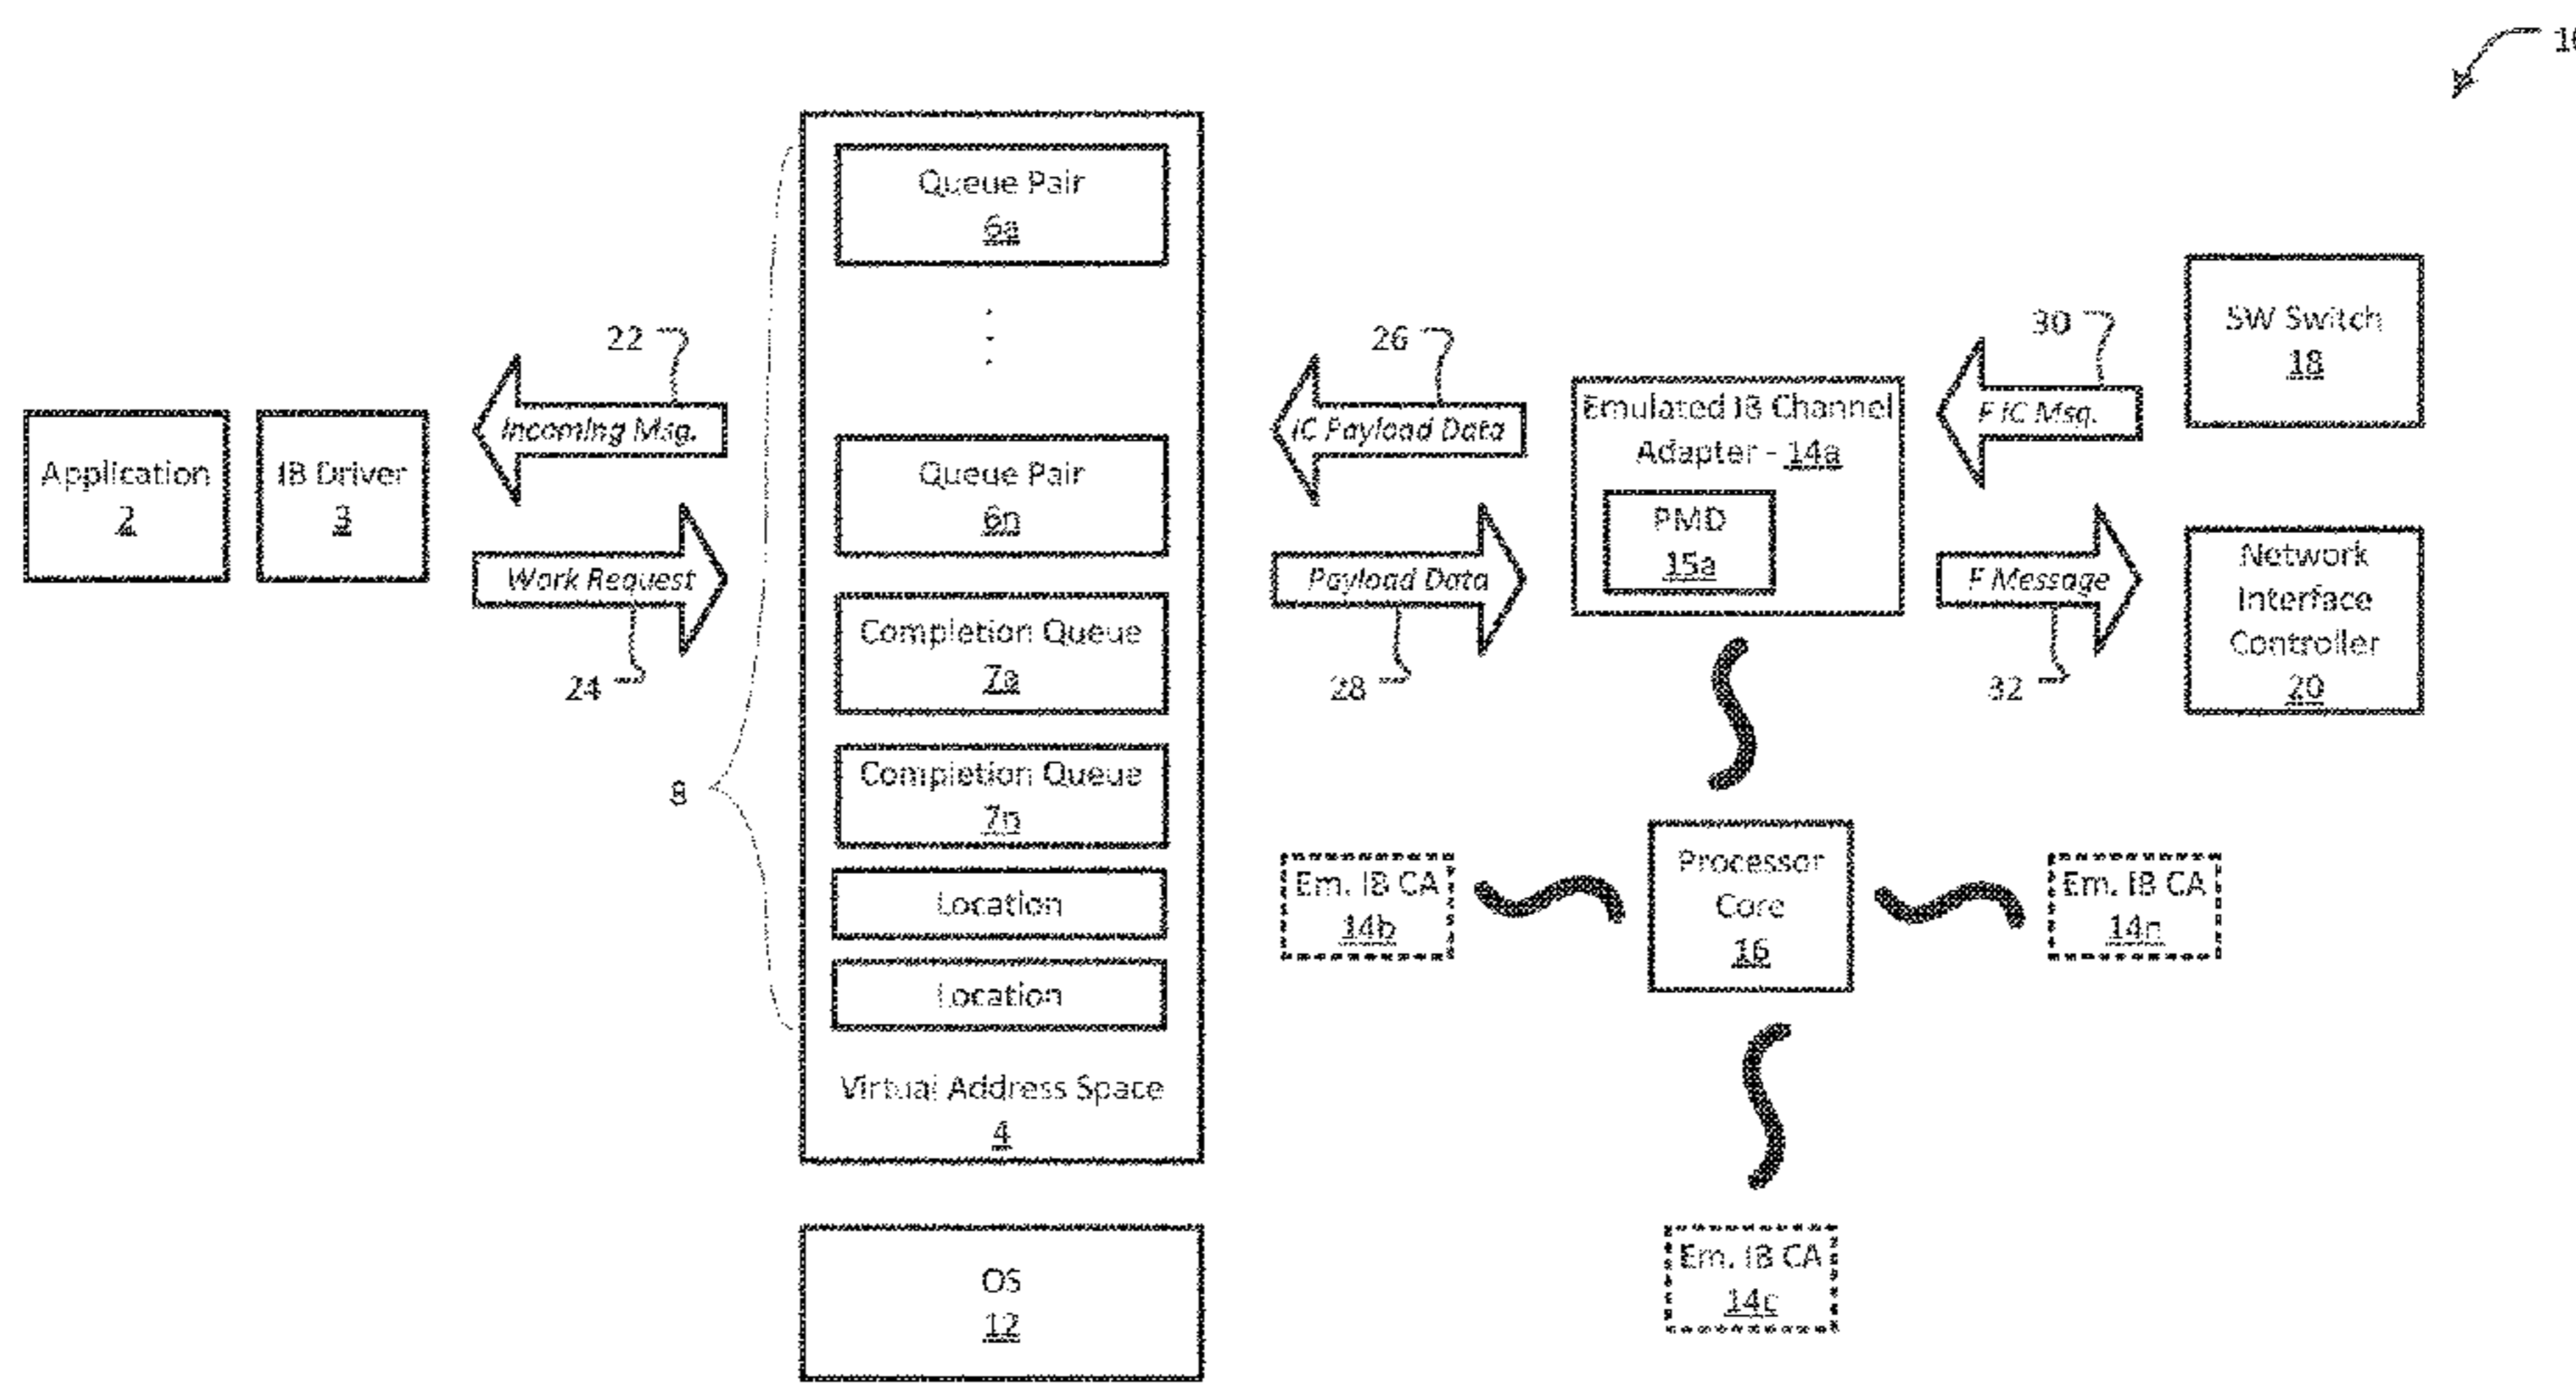 Application
2
IB Driver
3
22
Incoming Msg.
Work Request
24
8
Queue Pair
6a
Queue Pair
6n
Completion Queue
7a
Completion Queue
7n
Location
Location
Virtual Address Space
4
OS
12
26
IC Payload Data
Payload Data
28
Emulated IB Channel
Adapter - 14a
PMD
15a
30
F IC Msg.
F Message
32
SW Switch
18
Network
Interface
Controller
20
Em. IB CA
14b
Processor
Core
16
Em. IB CA
14n
Em. IB CA
14c